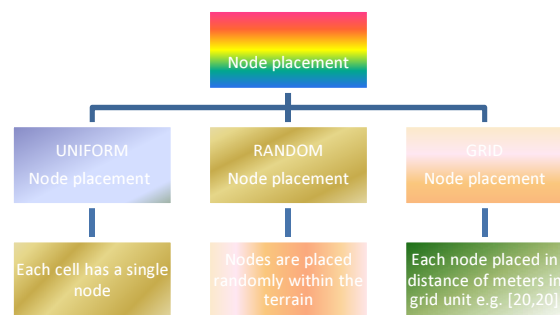 Node placement
UNIFORM
Node placement
RANDOM
Node placement
GRID
Node placement
Each cell has a single
node
Nodes are placed
randomly within the
terrain
Each node placed in
distance of meters in
grid unit e.g. [20,20]